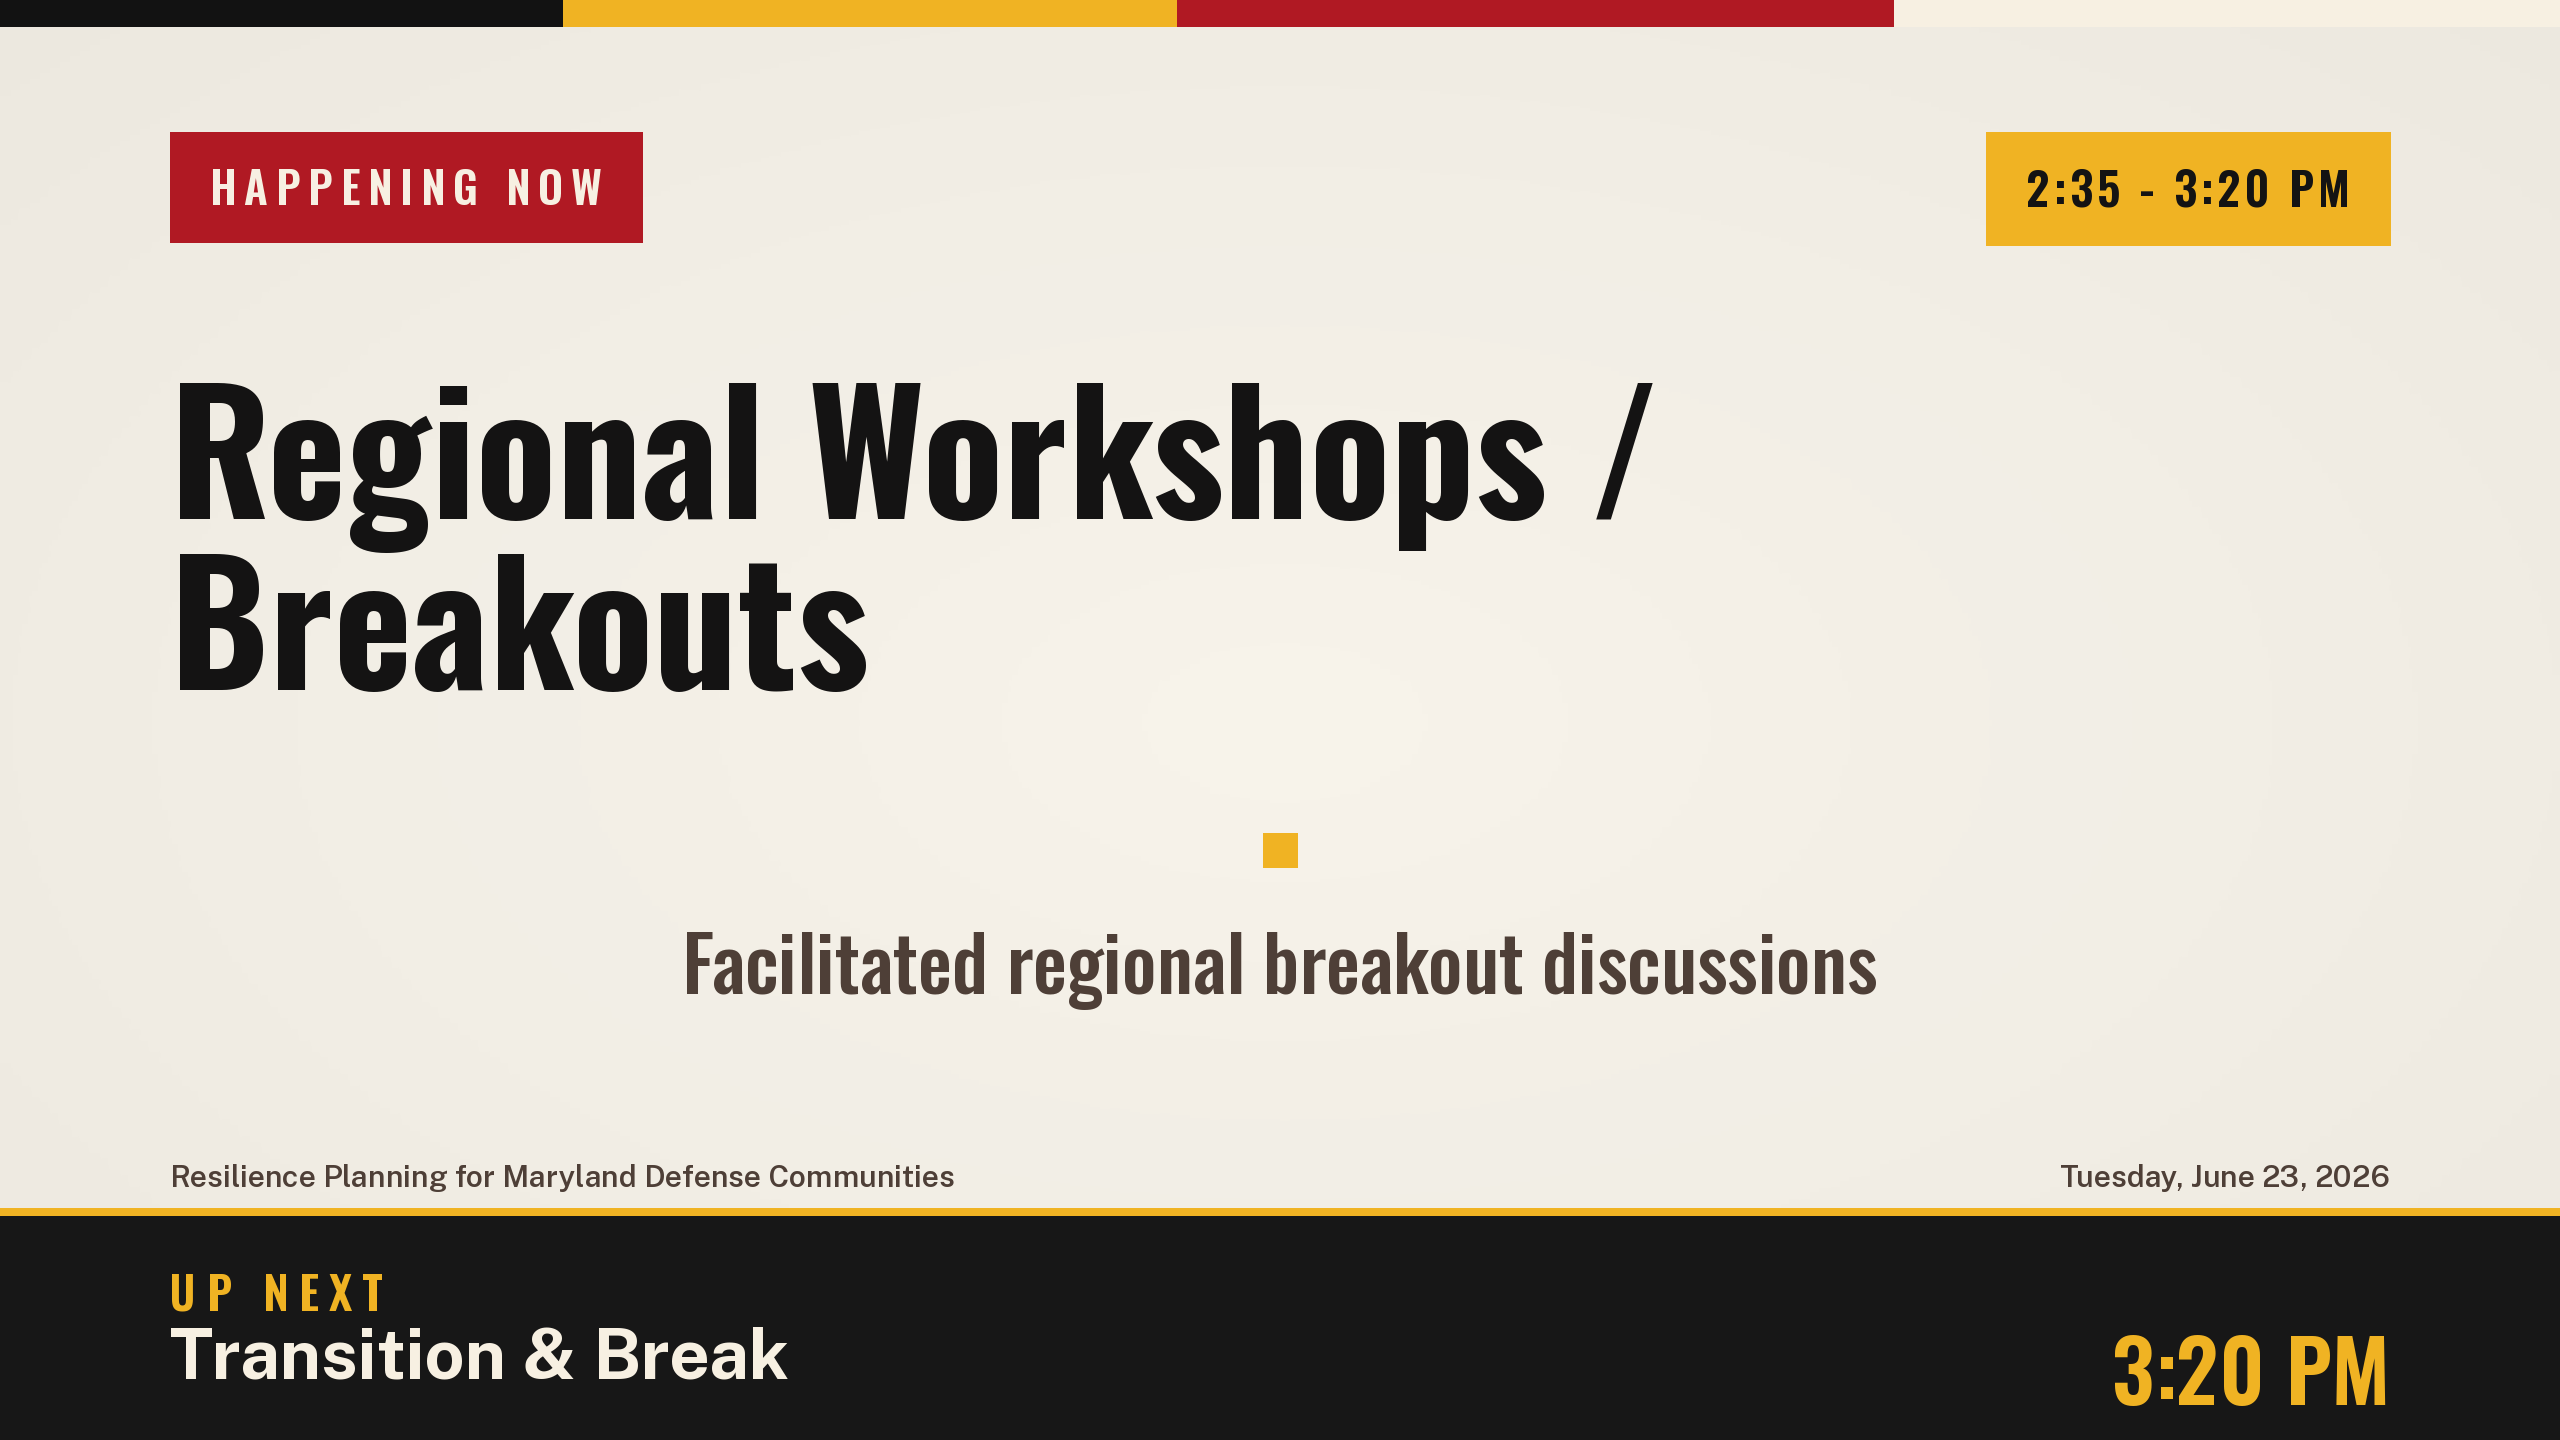 HAPPENING NOW
2:35 - 3:20 PM
Regional Workshops /
Breakouts
Facilitated regional breakout discussions
Resilience Planning for Maryland Defense Communities
Tuesday, June 23, 2026
UP NEXT
Transition & Break
3:20 PM